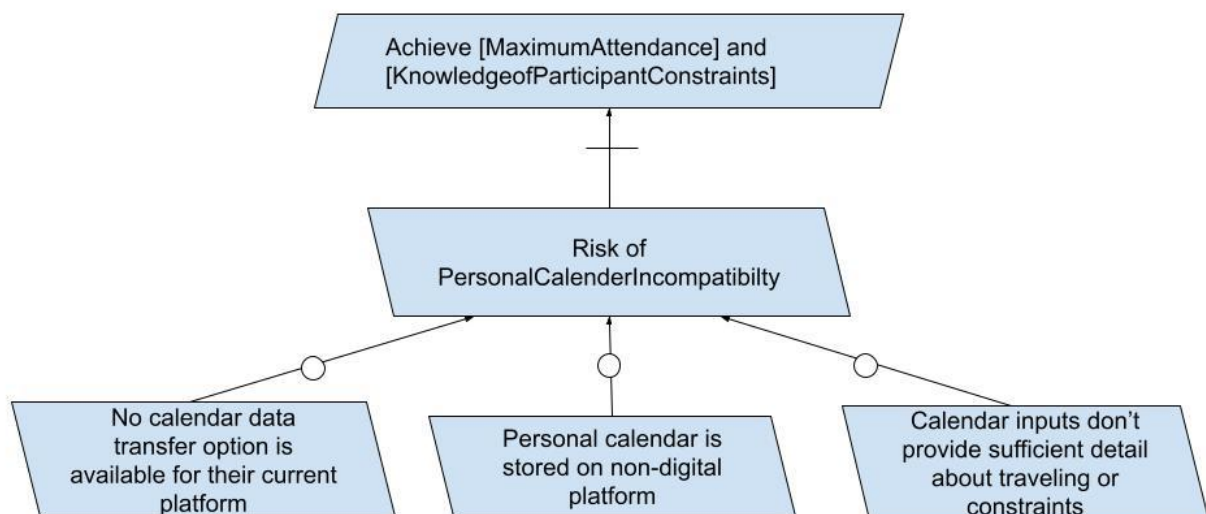 Achieve [MaximumAttendance] and
[KnowledgeofParticipantConstraints]
Risk of
PersonalCalenderIncompatibilty
No calendar data
transfer option is
available for their current
platform
Personal calendar is
stored on non-digital
platform
Calendar inputs don’t
provide sufficient detail
about traveling or
constraints